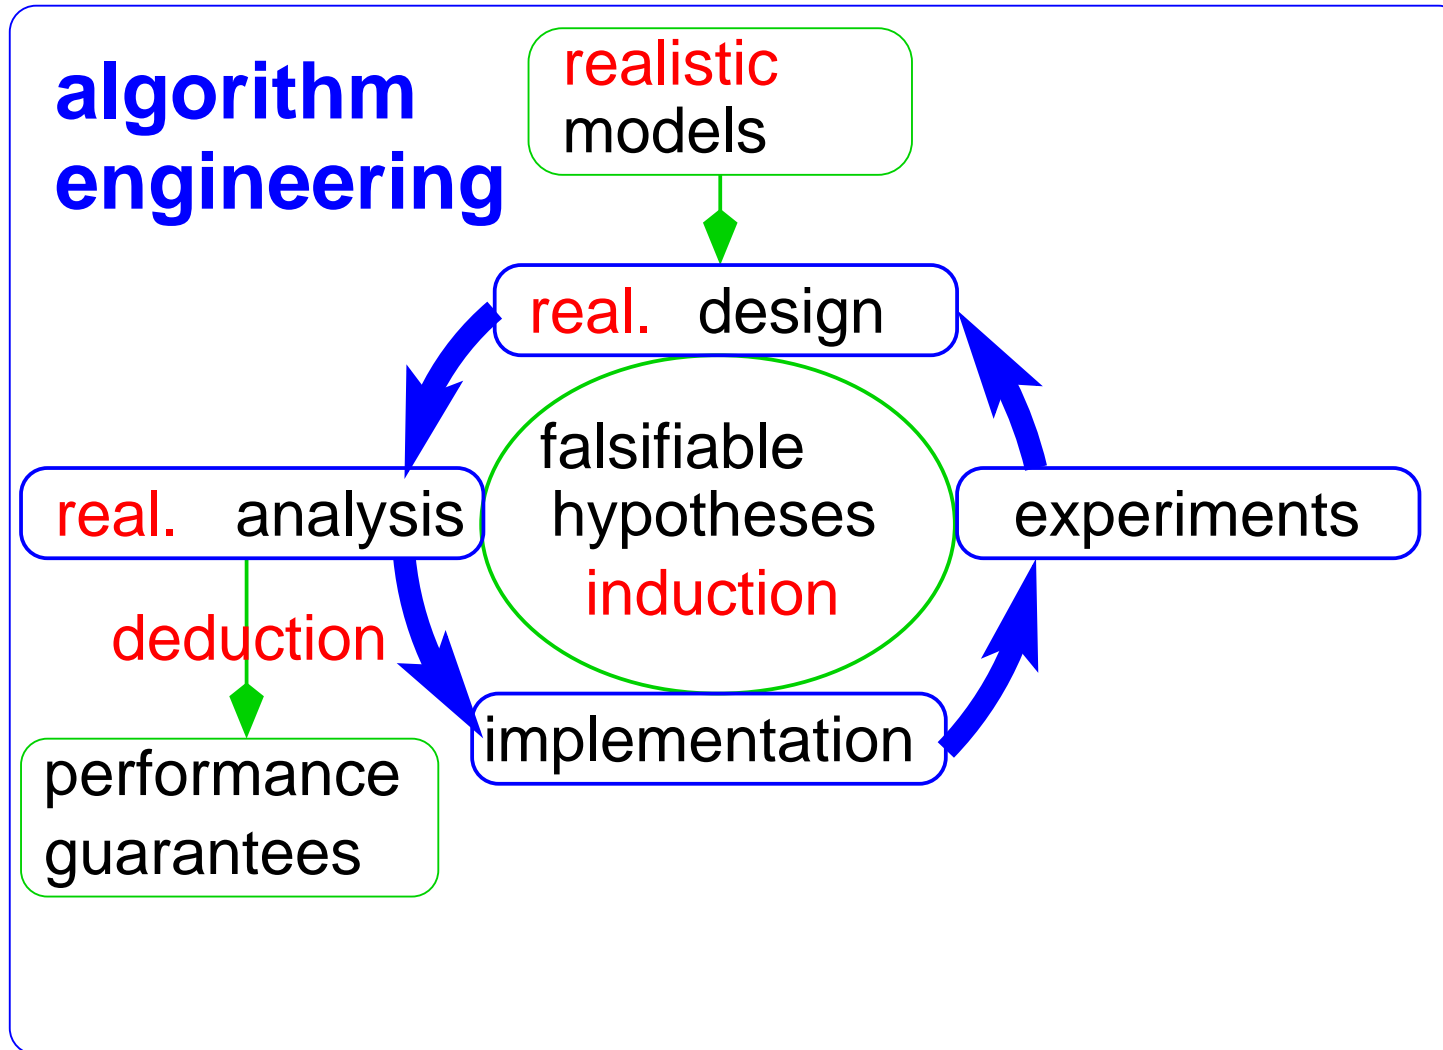 algorithm
engineering
realistic
models
real. design
falsifiable
hypotheses
induction
real. analysis
experiments
deduction
implementation
performance
guarantees